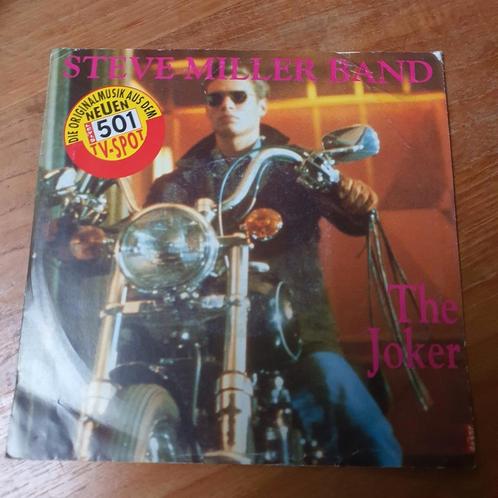 STEVE MILLER BAND
DIE ORIGINALMUSIK AUS DEM
NEUEN
501
TV-SPOT
The
Joker